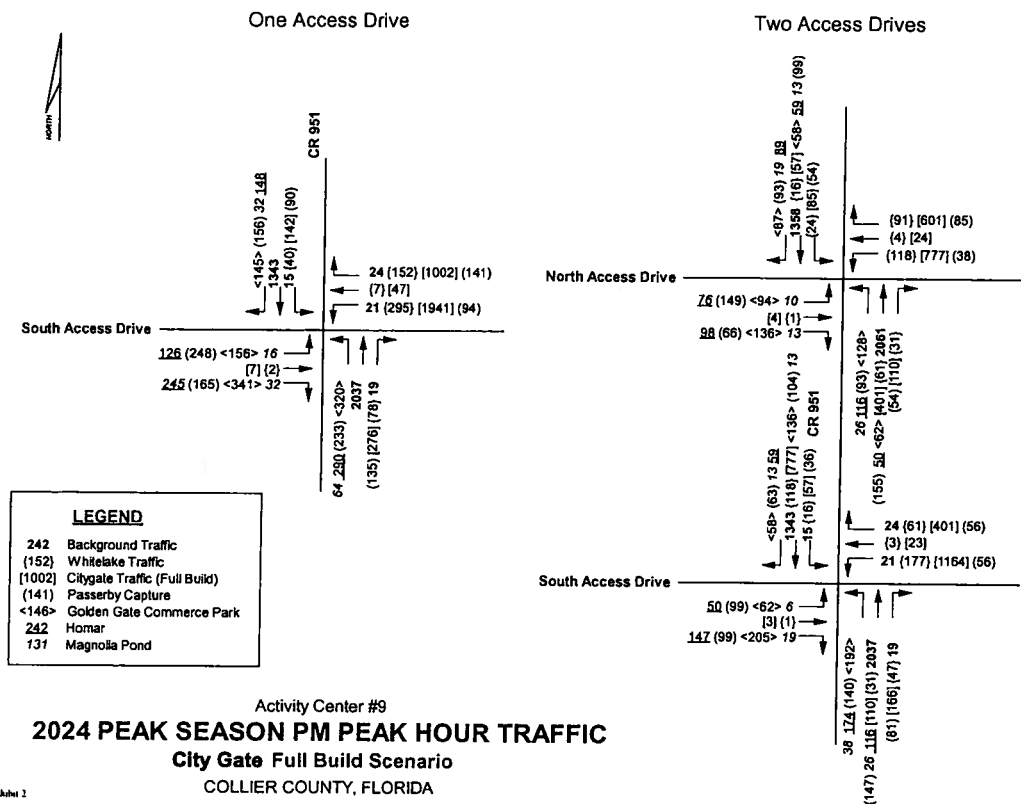 One Access Drive
Two Access Drives
NORTH
CR 951
<145> (156) 32 148
1343
15 {40} [142] (90)
24 {152} [1002] (141)
{7} [47]
21 {295} [1941] (94)
South Access Drive
126 (248) <156> 16
[7] {2}
245 (165) <341> 32
64 290 (233) <320>
2037
(135) [276] {78} 19
<87> (93) 19 89
1358 {16} [57] <58> 59 13 (99)
{24} [85] (54)
{91} [601] (85)
{4} [24]
{118} [777] (38)
North Access Drive
76 (149) <94> 10
[4] {1}
98 (66) <136> 13
26 116 (93) <128>
(155) 50 <62> [401] {61} 2061
(54) [110] {31}
<58> (63) 13 59
1343 {118} [777] <136> (104) 13
15 {16} [57] (36)
CR 951
24 {61} [401] (56)
{3} [23]
21 {177} [1164] (56)
South Access Drive
50 (99) <62> 6
[3] {1}
147 (99) <205> 19
38 174 (140) <192>
(147) 26 116 [110] {31} 2037
(81) [166] {47} 19
LEGEND
242 Background Traffic
{152} Whitelake Traffic
[1002] Citygate Traffic (Full Build)
(141) Passerby Capture
<146> Golden Gate Commerce Park
242 Homar
131 Magnolia Pond
Activity Center #9
2024 PEAK SEASON PM PEAK HOUR TRAFFIC
City Gate Full Build Scenario
COLLIER COUNTY, FLORIDA